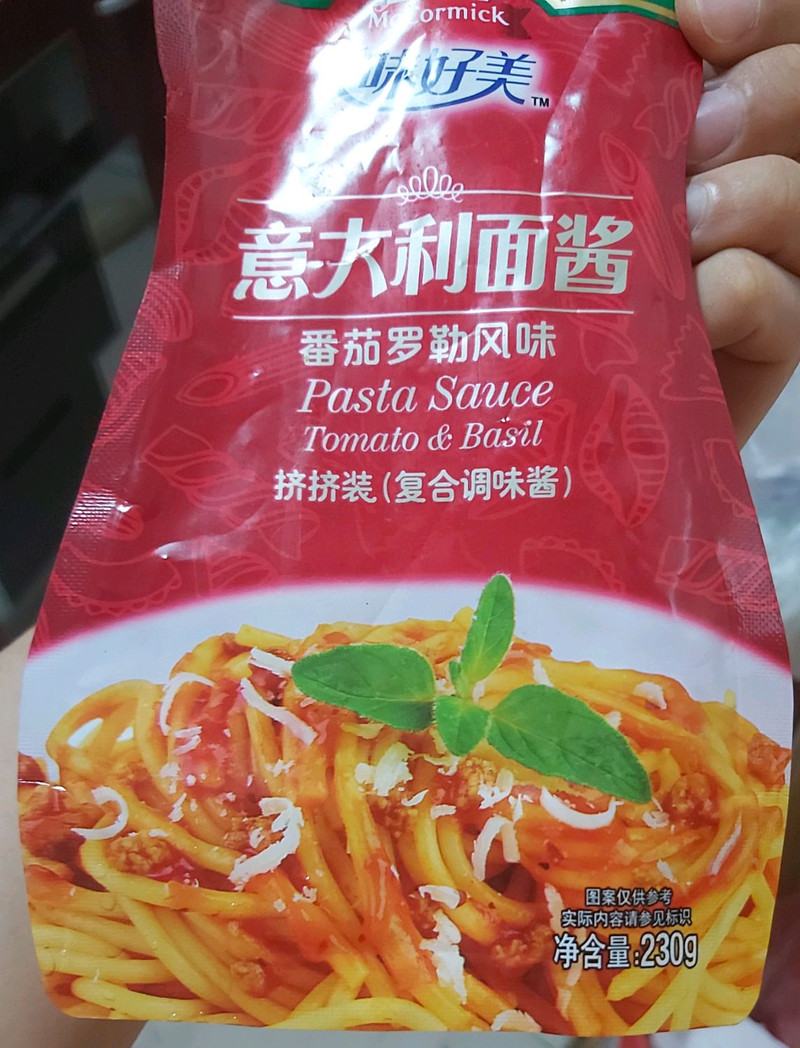 McCormick
味好美™
意大利面酱
番茄罗勒风味
Pasta Sauce
Tomato & Basil
挤挤装(复合调味酱)
图案仅供参考
实际内容请参见标识
净含量:230g